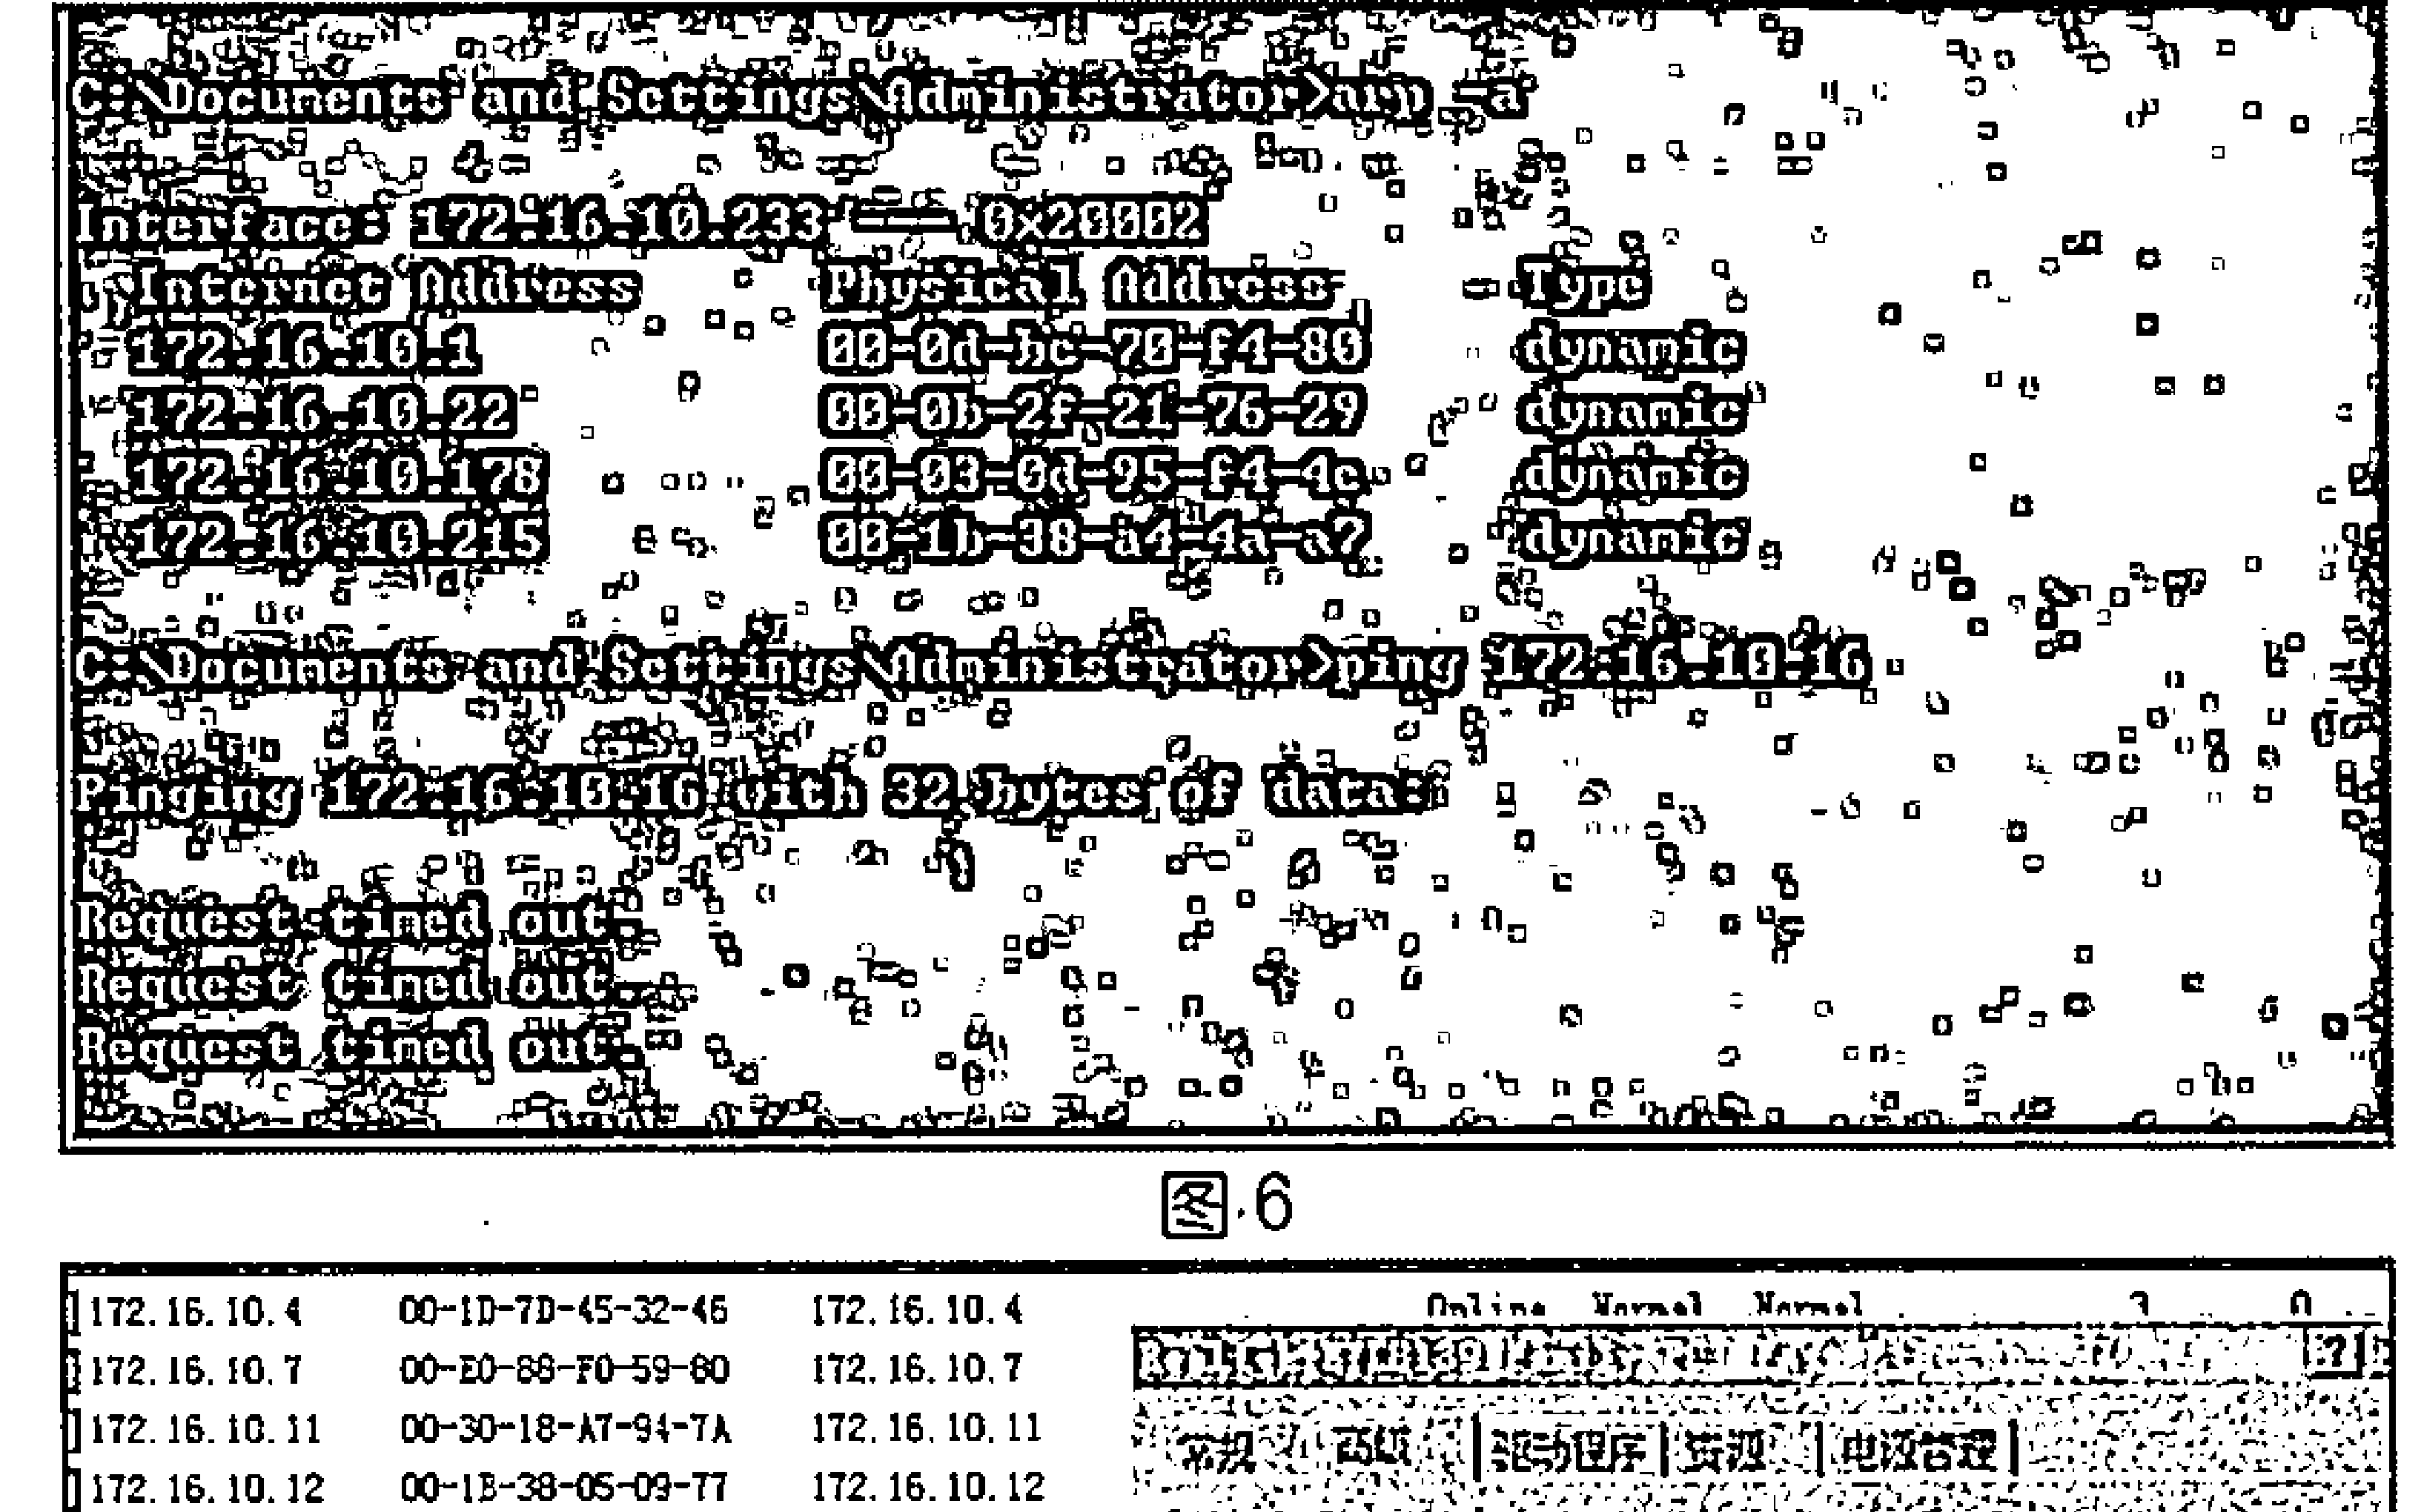 C:\Documents and Settings\Administrator>arp -a
Interface: 172.16.10.233 --- 0x20002
Internet Address Physical Address Type
172.16.10.1 00-0d-bc-70-f4-80 dynamic
172.16.10.22 00-0b-2f-21-76-29 dynamic
172.16.10.178 00-03-0d-95-f4-4c dynamic
172.16.10.215 00-1b-38-a4-4a-a7 dynamic
C:\Documents and Settings\Administrator>ping 172.16.10.16
Pinging 172.16.10.16 with 32 bytes of data:
Request timed out.
Request timed out.
Request timed out.
图.6
172.16.10.4 00-1D-7D-45-32-46 172.16.10.4 Online Normal Normal
172.16.10.7 00-E0-88-F0-59-80 172.16.10.7
172.16.10.11 00-30-18-A7-94-7A 172.16.10.11
常规 高级 驱动程序 资源 电源管理
172.16.10.12 00-1B-38-05-09-77 172.16.10.12